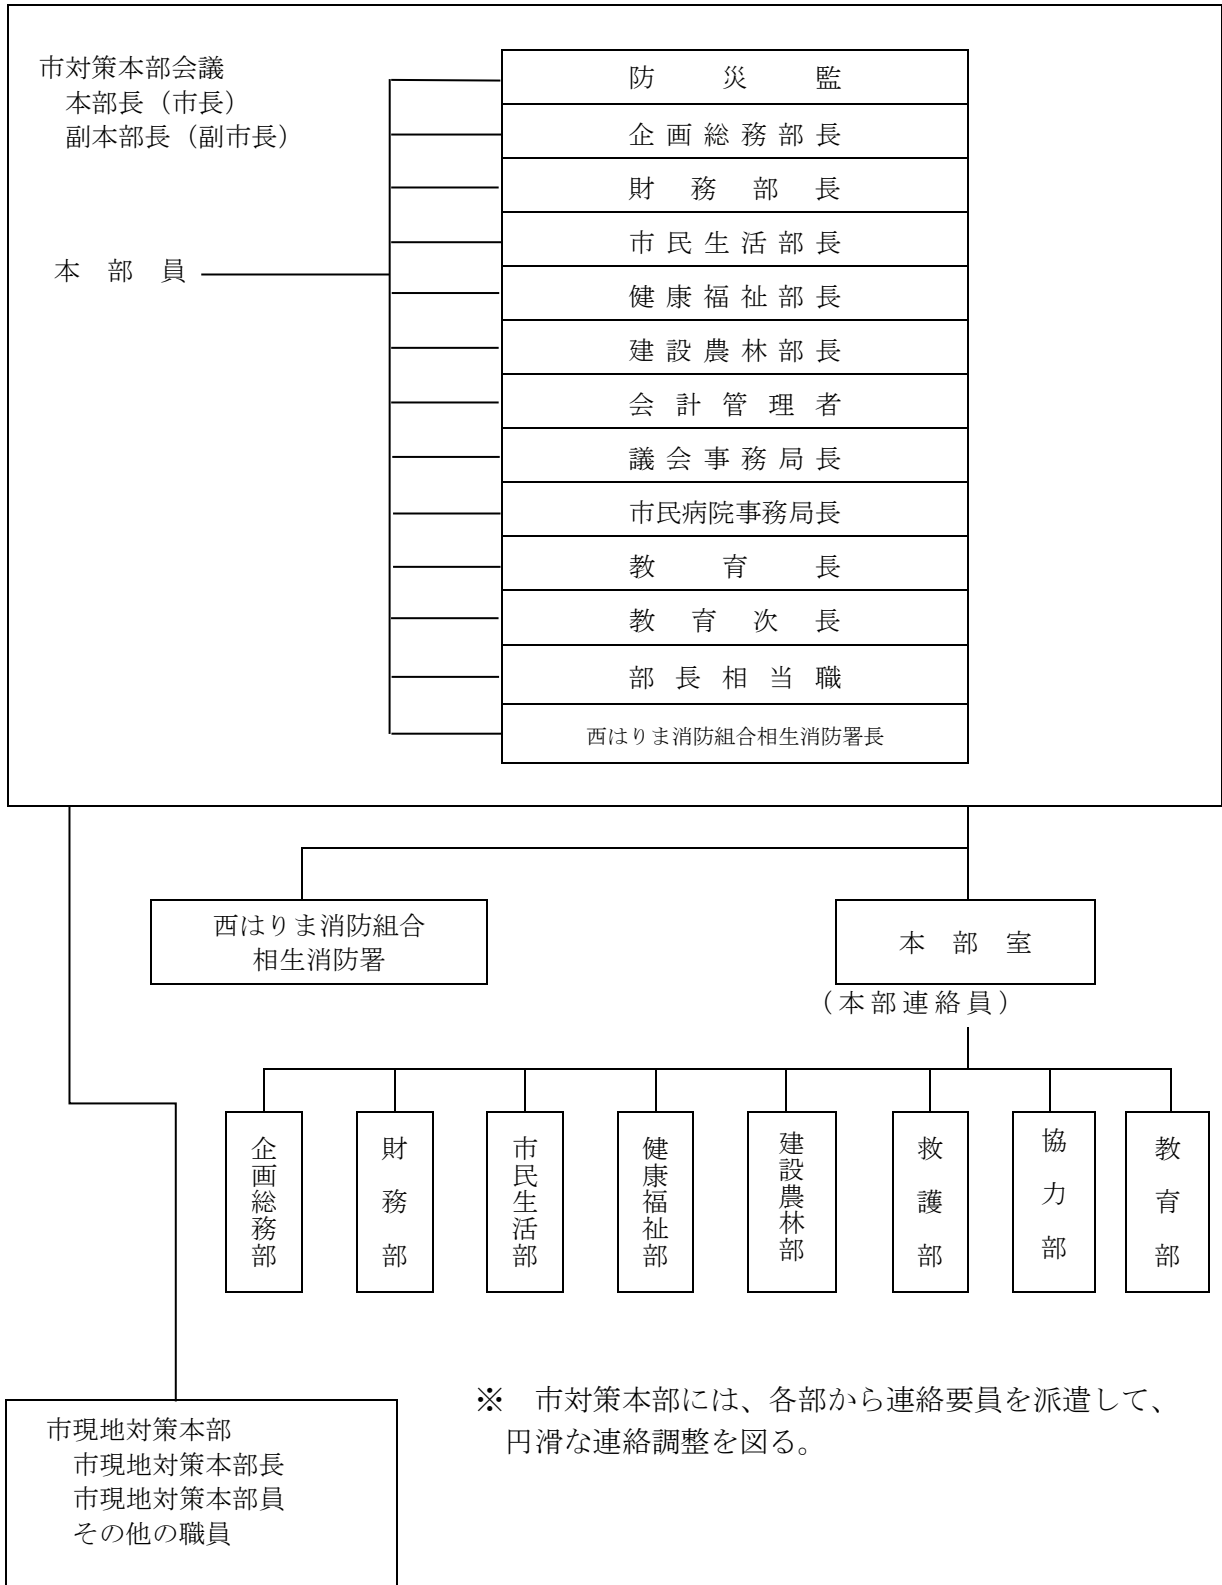 市対策本部会議
本部長（市長）
副本部長（副市長）
本　部　員
防　災　監
企画総務部長
財　務　部　長
市民生活部長
健康福祉部長
建設農林部長
会計管理者
議会事務局長
市民病院事務局長
教　育　長
教　育　次　長
部長相当職
西はりま消防組合相生消防署長
西はりま消防組合
相生消防署
本　部　室
（本部連絡員）
企画総務部
財務部
市民生活部
健康福祉部
建設農林部
救護部
協力部
教育部
※　市対策本部には、各部から連絡要員を派遣して、
円滑な連絡調整を図る。
市現地対策本部
市現地対策本部長
市現地対策本部員
その他の職員